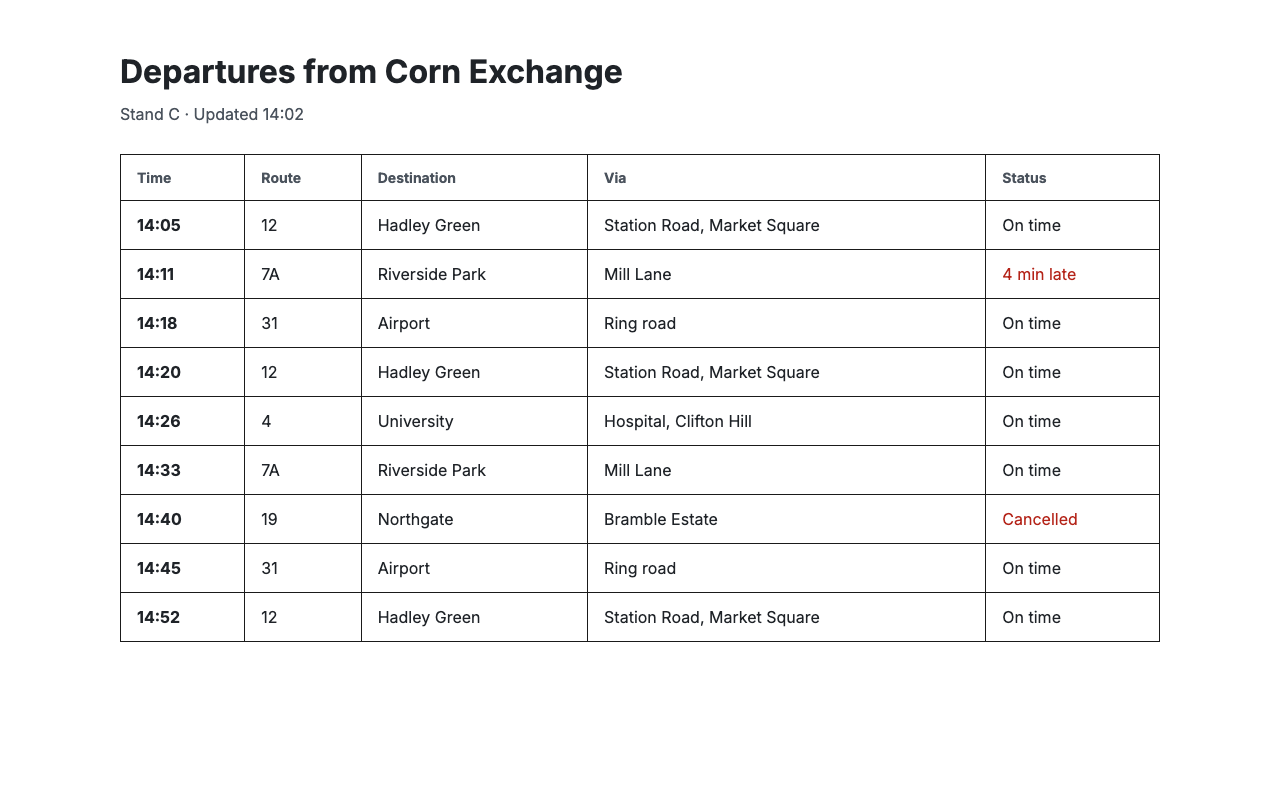 Departures from Corn Exchange
Stand C · Updated 14:02
Time Route Destination Via Status
14:05 12 Hadley Green Station Road, Market Square On time
14:11 7A Riverside Park Mill Lane 4 min late
14:18 31 Airport Ring road On time
14:20 12 Hadley Green Station Road, Market Square On time
14:26 4 University Hospital, Clifton Hill On time
14:33 7A Riverside Park Mill Lane On time
14:40 19 Northgate Bramble Estate Cancelled
14:45 31 Airport Ring road On time
14:52 12 Hadley Green Station Road, Market Square On time